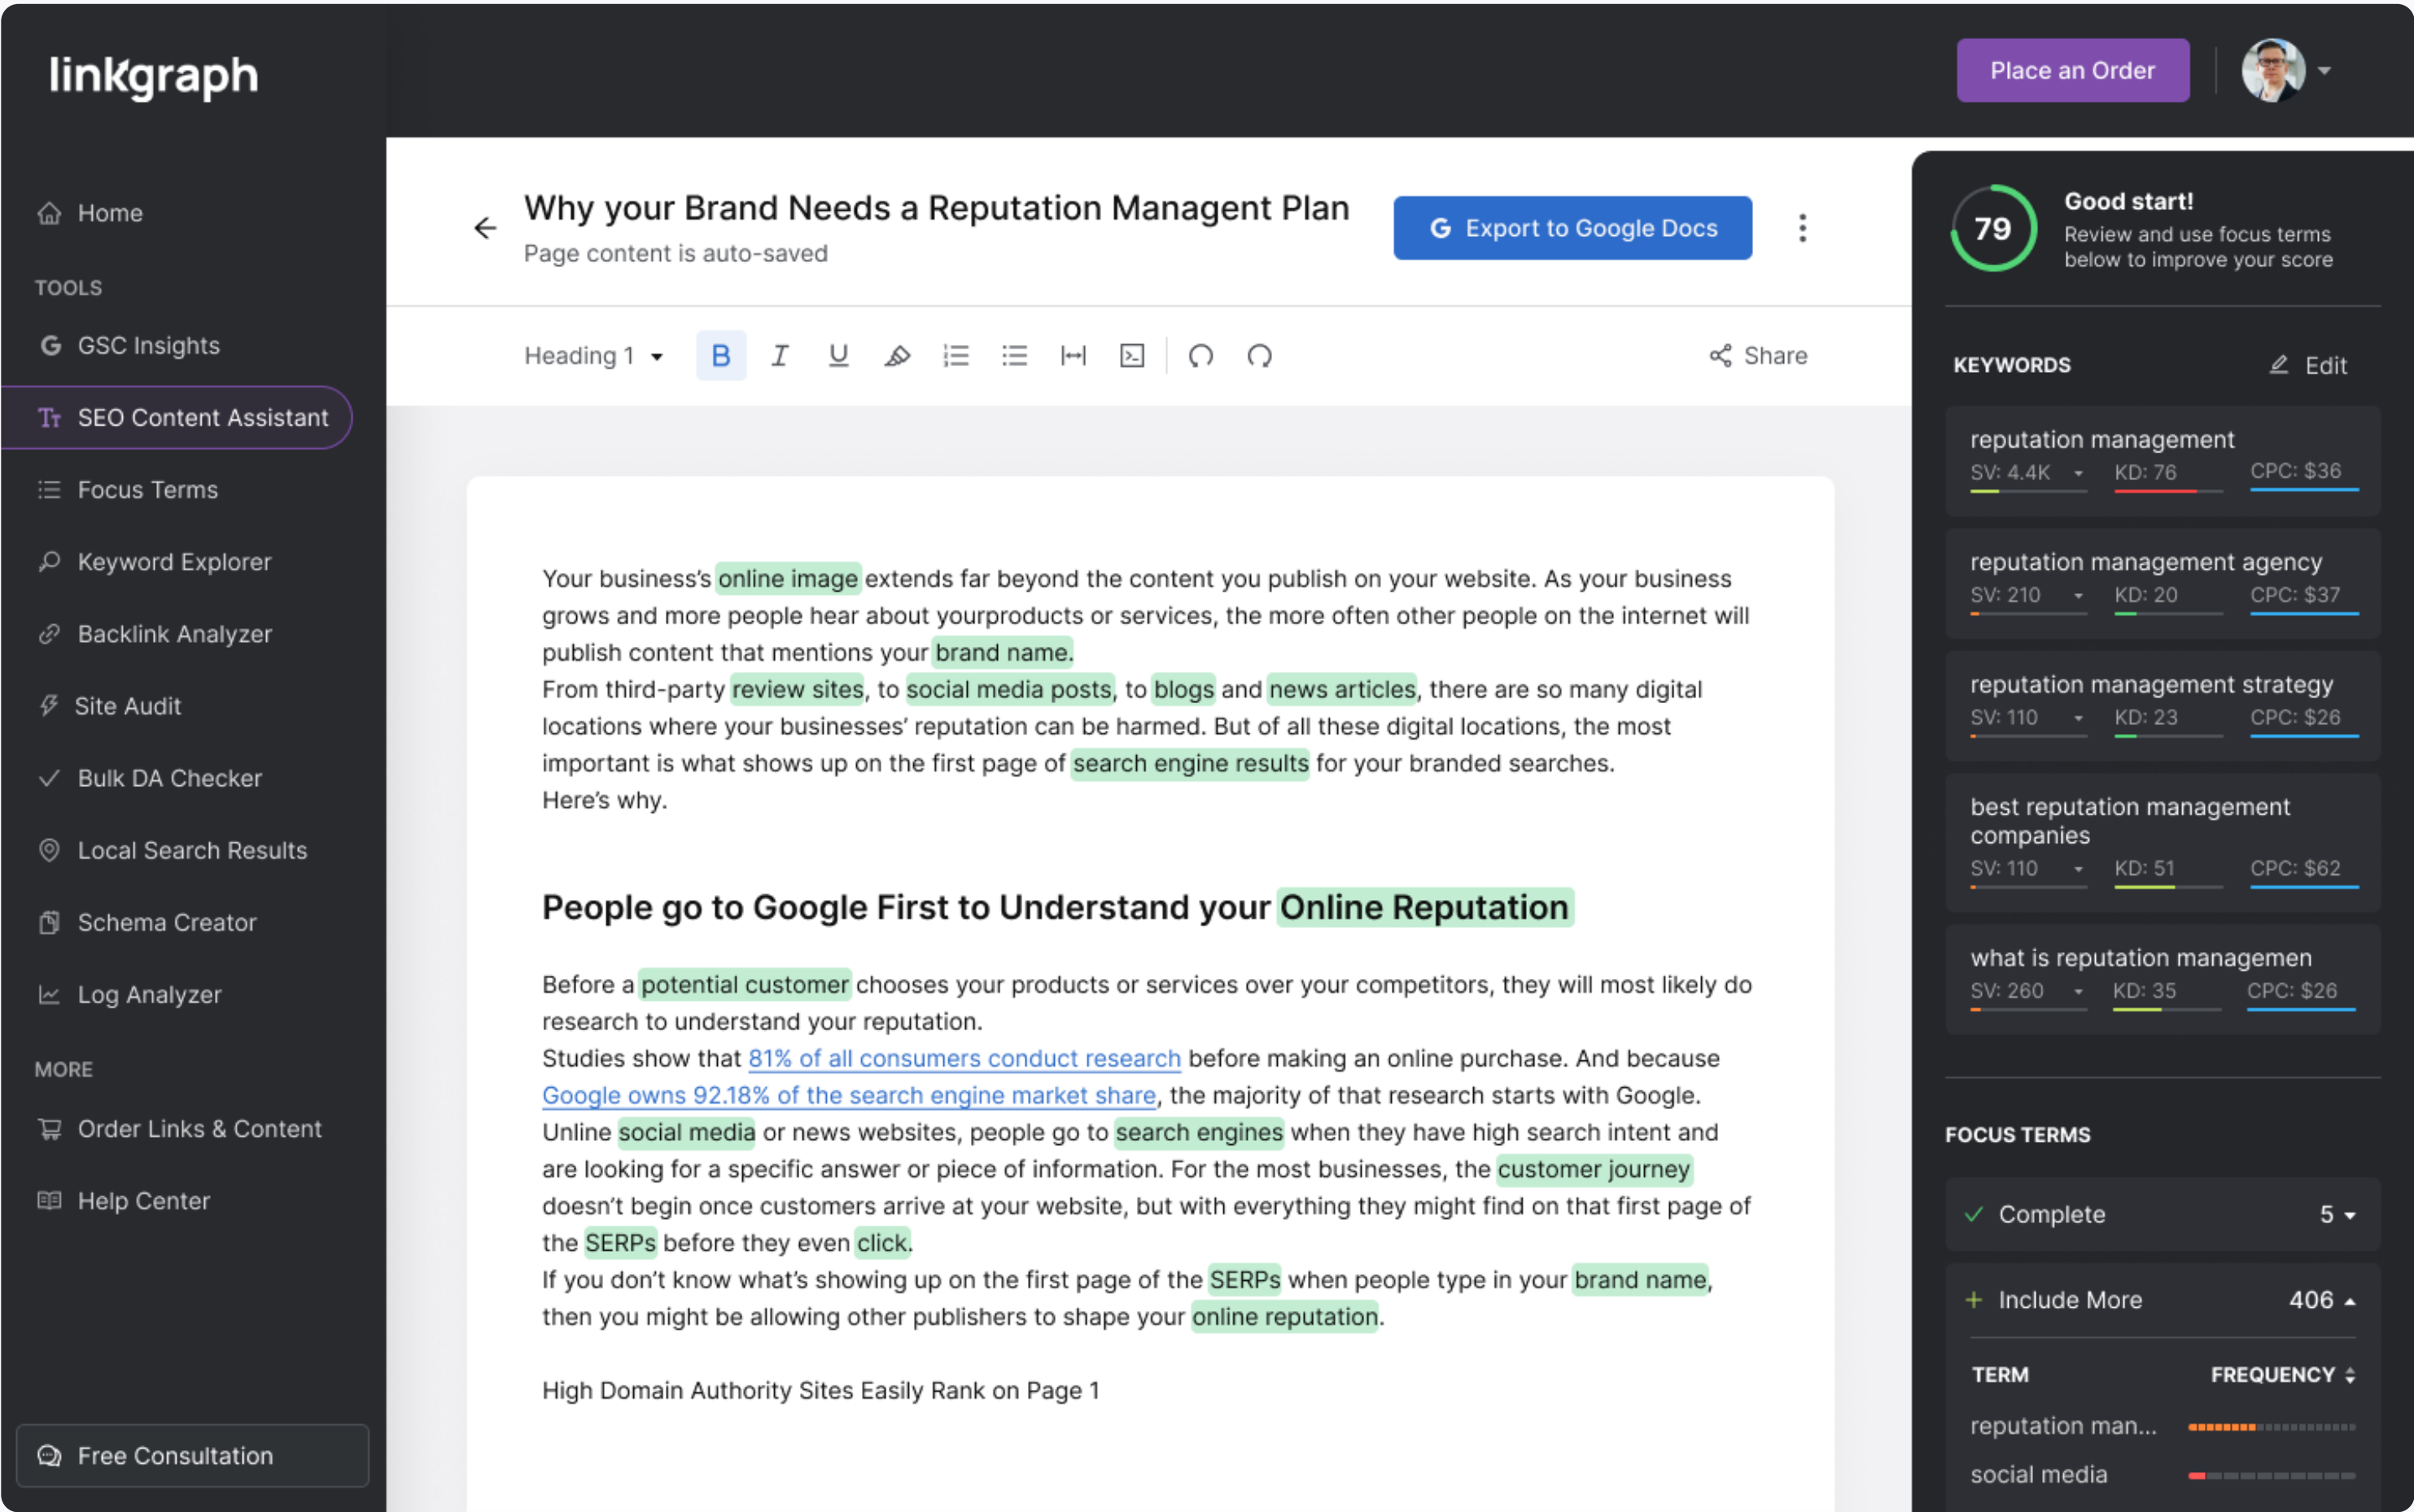 linkgraph
Place an Order
Home
TOOLS
GSC Insights
SEO Content Assistant
Focus Terms
Keyword Explorer
Backlink Analyzer
Site Audit
Bulk DA Checker
Local Search Results
Schema Creator
Log Analyzer
MORE
Order Links & Content
Help Center
Free Consultation
Why your Brand Needs a Reputation Managent Plan
Page content is auto-saved
G Export to Google Docs
Heading 1
B I U
Share
Your business’s online image extends far beyond the content you publish on your website. As your business
grows and more people hear about yourproducts or services, the more often other people on the internet will
publish content that mentions your brand name.
From third-party review sites, to social media posts, to blogs and news articles, there are so many digital
locations where your businesses’ reputation can be harmed. But of all these digital locations, the most
important is what shows up on the first page of search engine results for your branded searches.
Here’s why.
People go to Google First to Understand your Online Reputation
Before a potential customer chooses your products or services over your competitors, they will most likely do
research to understand your reputation.
Studies show that 81% of all consumers conduct research before making an online purchase. And because
Google owns 92.18% of the search engine market share, the majority of that research starts with Google.
Unline social media or news websites, people go to search engines when they have high search intent and
are looking for a specific answer or piece of information. For the most businesses, the customer journey
doesn’t begin once customers arrive at your website, but with everything they might find on that first page of
the SERPs before they even click.
If you don’t know what’s showing up on the first page of the SERPs when people type in your brand name,
then you might be allowing other publishers to shape your online reputation.
High Domain Authority Sites Easily Rank on Page 1
79
Good start!
Review and use focus terms
below to improve your score
KEYWORDS
Edit
reputation management
SV: 4.4K KD: 76 CPC: $36
reputation management agency
SV: 210 KD: 20 CPC: $37
reputation management strategy
SV: 110 KD: 23 CPC: $26
best reputation management
companies
SV: 110 KD: 51 CPC: $62
what is reputation managemen
SV: 260 KD: 35 CPC: $26
FOCUS TERMS
Complete 5
Include More 406
TERM FREQUENCY
reputation man...
social media